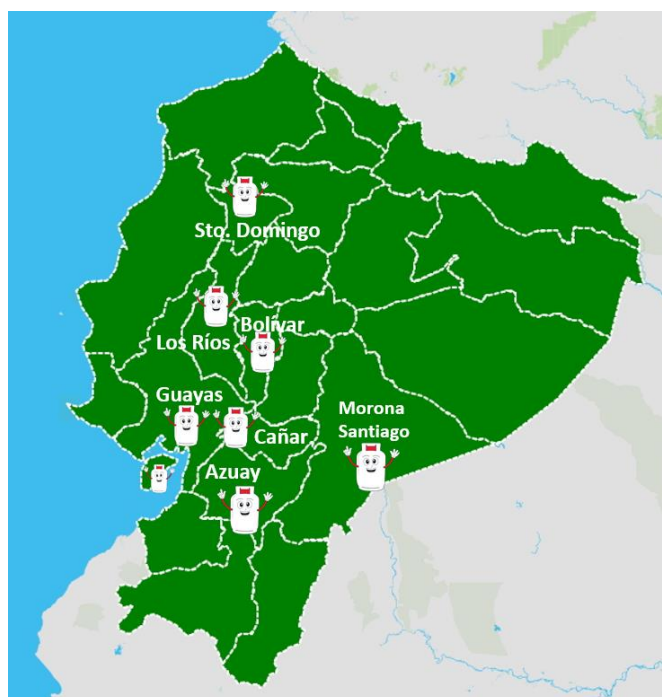 Sto. Domingo
Bolívar
Los Ríos
Guayas
Morona
Santiago
Cañar
Azuay